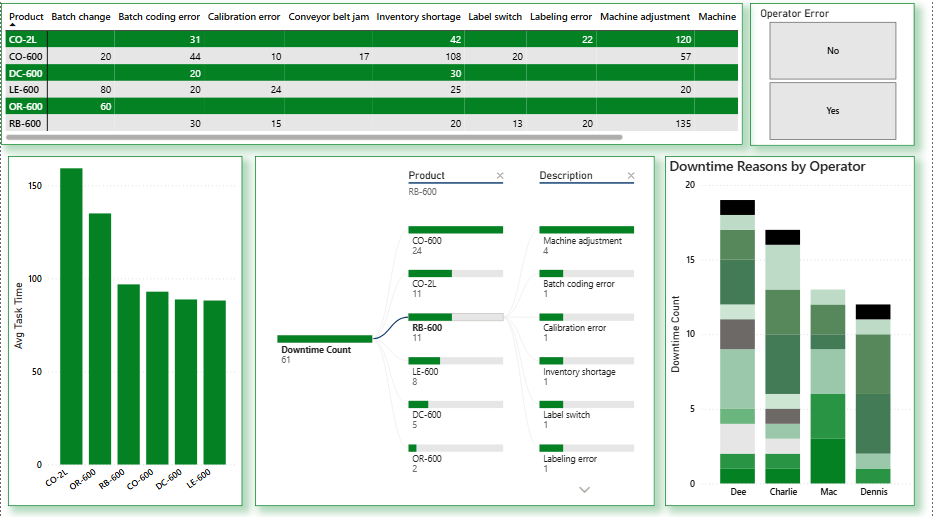 Product Batch change Batch coding error Calibration error Conveyor belt jam Inventory shortage Label switch Labeling error Machine adjustment Machine
CO-2L 31 42 22 120
CO-600 20 44 10 17 108 20 57
DC-600 20 30
LE-600 80 20 24 25 20
OR-600 60
RB-600 30 15 20 13 20 135
Operator Error
No
Yes
Avg Task Time
150
100
50
0
CO-2L OR-600 RB-600 CO-600 DC-600 LE-600
Product Description
RB-600
Downtime Count
61
CO-600
24
CO-2L
11
RB-600
11
LE-600
8
DC-600
5
OR-600
2
Machine adjustment
4
Batch coding error
1
Calibration error
1
Inventory shortage
1
Label switch
1
Labeling error
1
Downtime Reasons by Operator
Downtime Count
20
15
10
5
0
Dee Charlie Mac Dennis